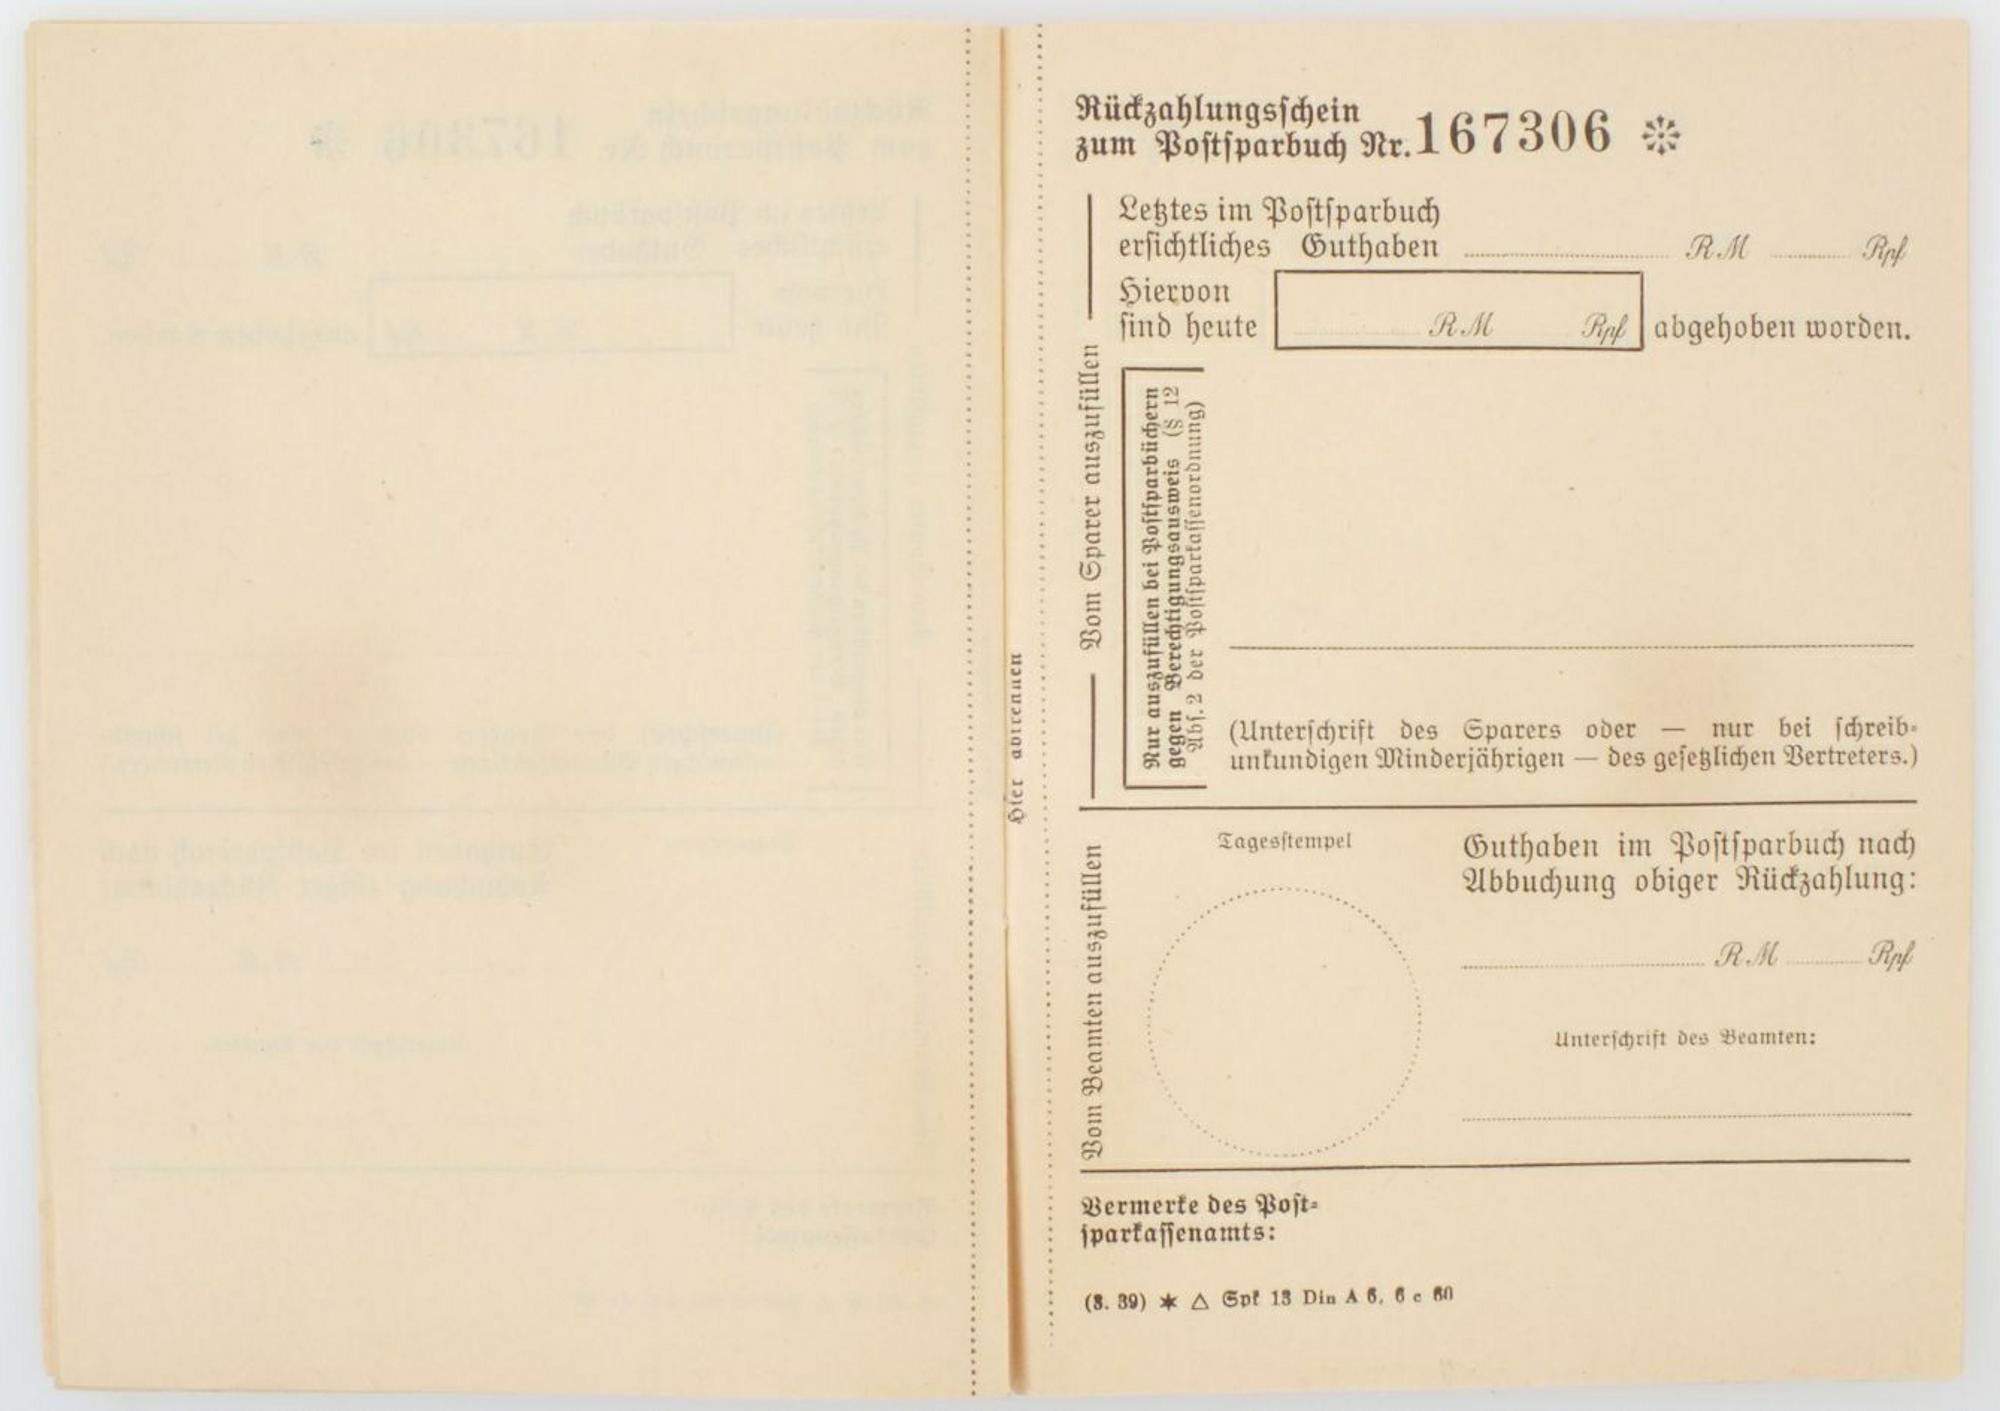 Rückzahlungsschein
zum Postsparbuch Nr. 167306
Letztes im Postsparbuch
ersichtliches Guthaben RM Rpf
Hiervon
sind heute RM Rpf abgehoben worden.
Vom Sparer auszufüllen
Nur auszufüllen bei Postsparbüchern
gegen Berechtigungsausweis (§ 12
Abs. 2 der Postsparkassenordnung)
(Unterschrift des Sparers oder — nur bei schreib-
unkundigen Minderjährigen — des gesetzlichen Vertreters.)
Hier abtrennen
Vom Beamten auszufüllen
Tagesstempel
Guthaben im Postsparbuch nach
Abbuchung obiger Rückzahlung:
RM Rpf
Unterschrift des Beamten:
Vermerke des Post-
sparkassenamts:
(3. 39) ✶ △ Spk 13 Din A 6, 6 c 60